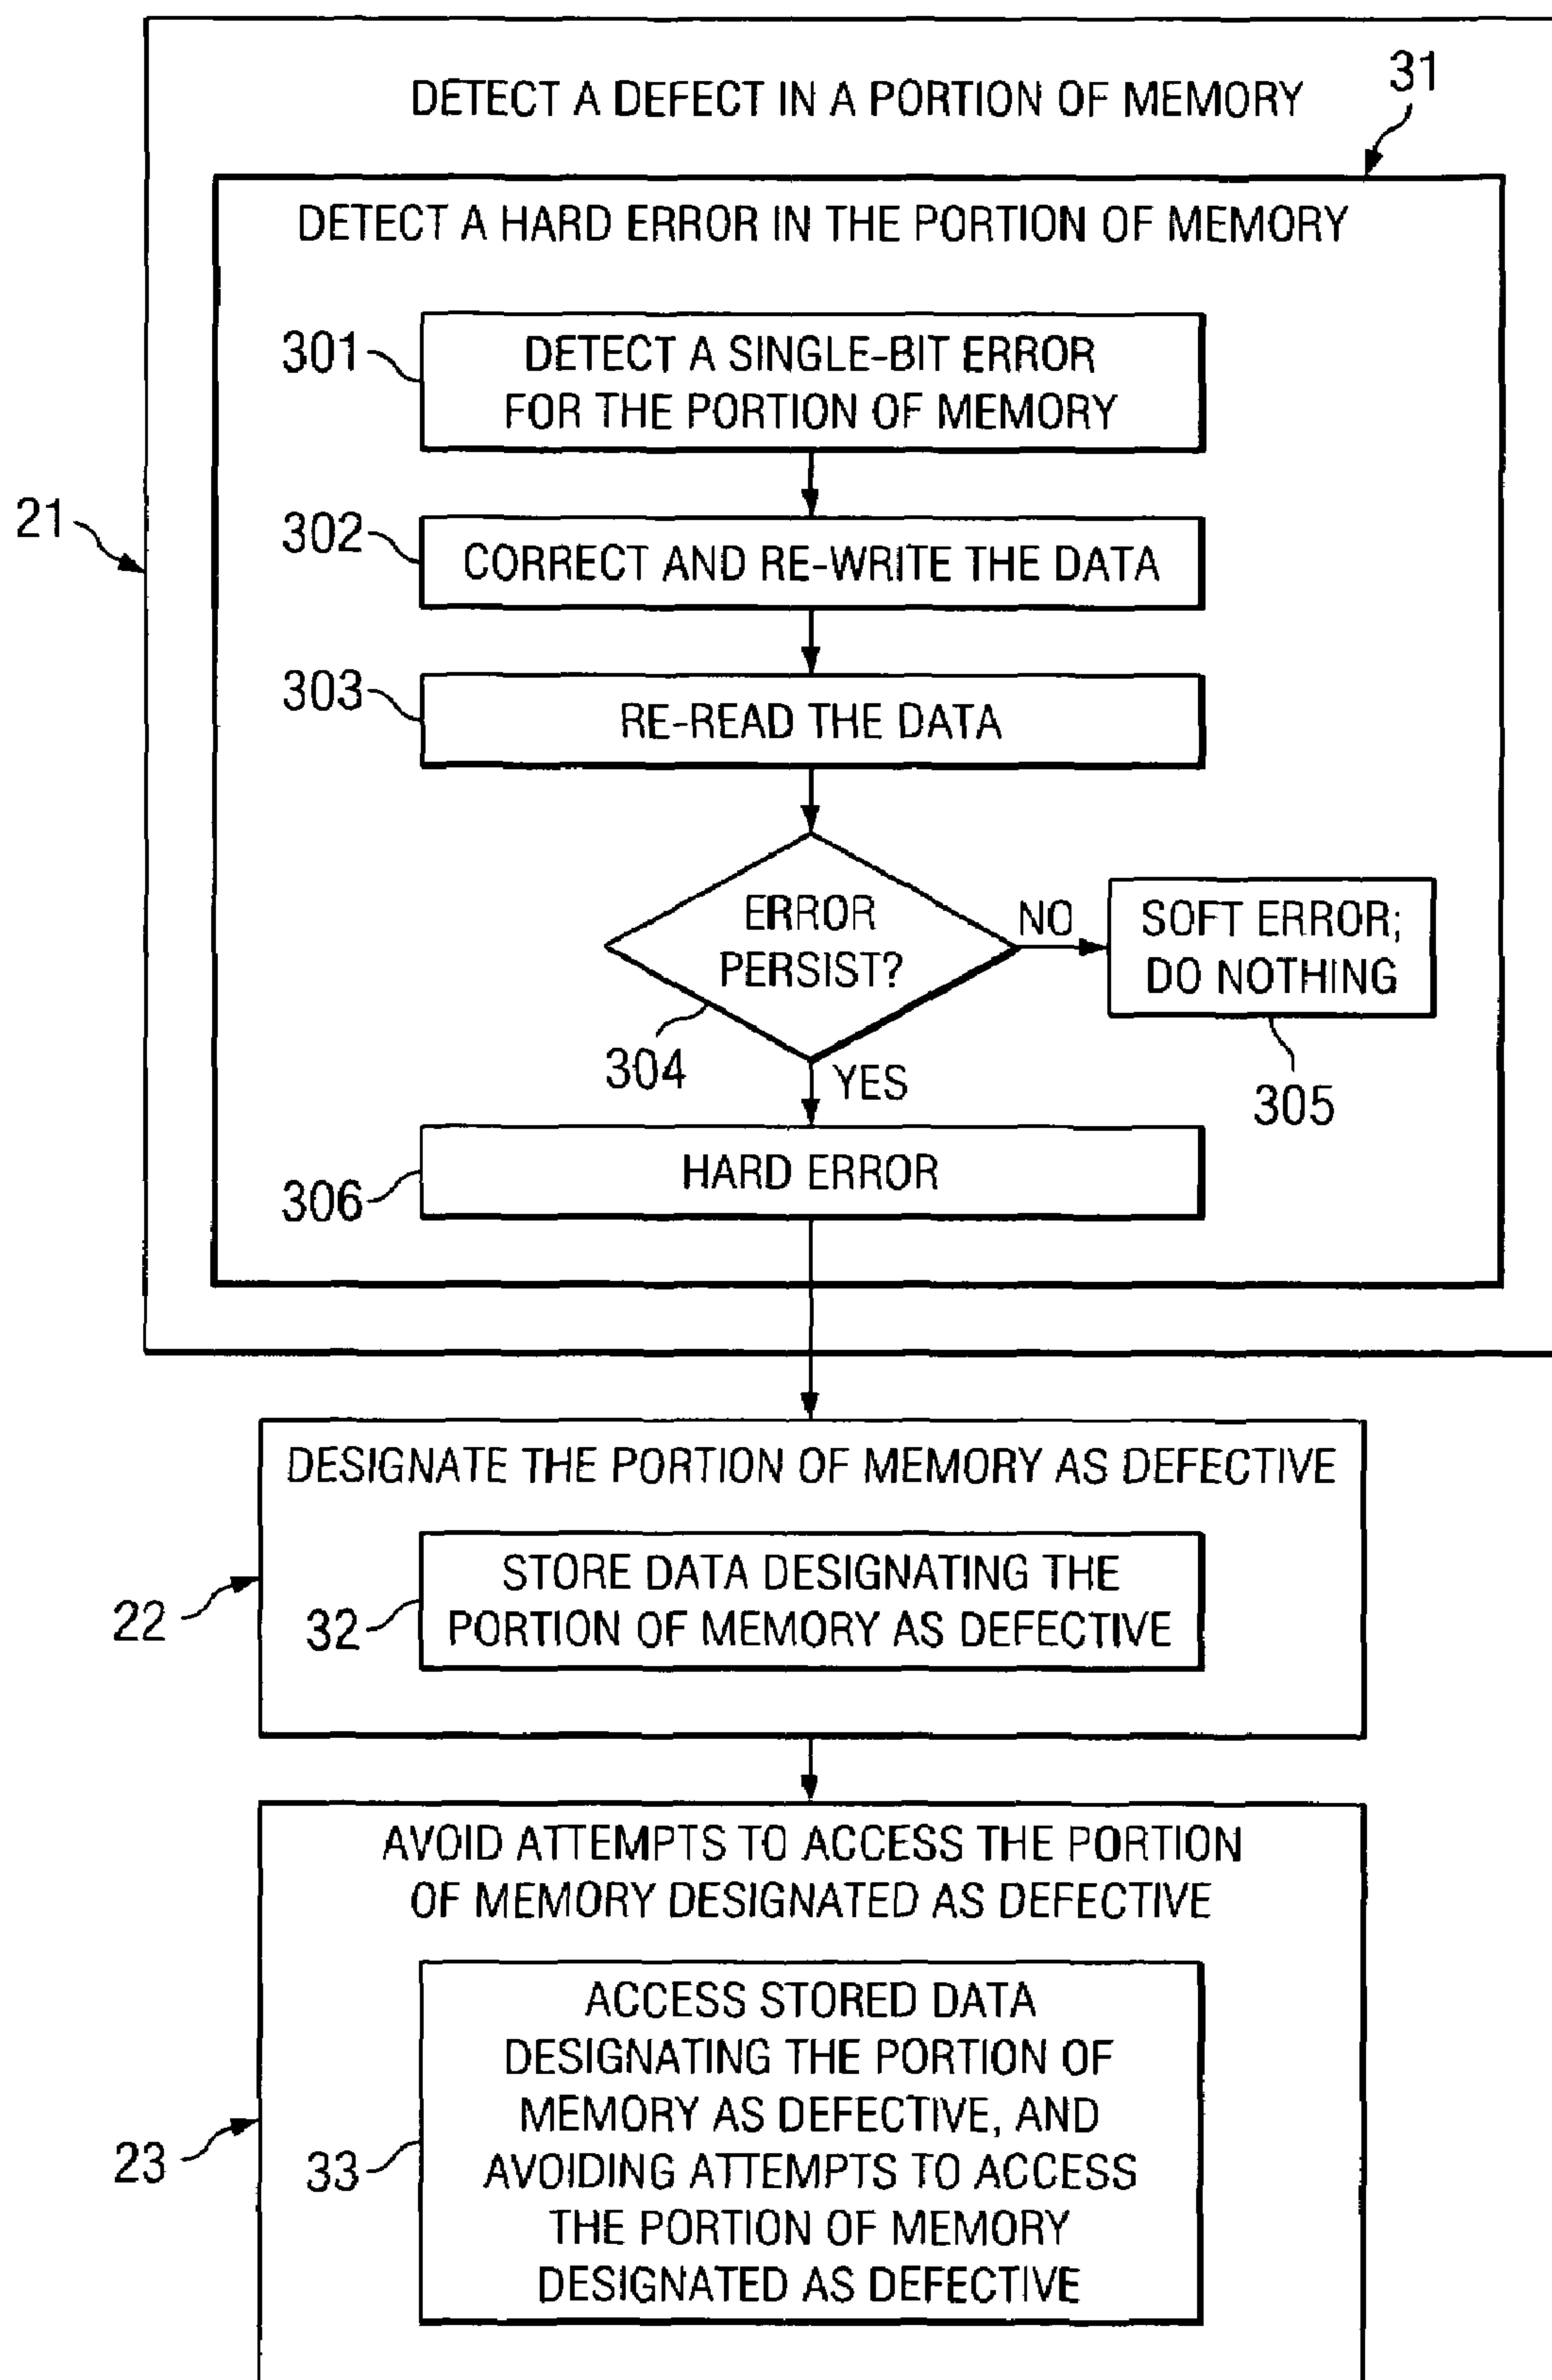 DETECT A DEFECT IN A PORTION OF MEMORY
31
DETECT A HARD ERROR IN THE PORTION OF MEMORY
301
DETECT A SINGLE-BIT ERROR
FOR THE PORTION OF MEMORY
21
302
CORRECT AND RE-WRITE THE DATA
303
RE-READ THE DATA
ERROR
PERSIST?
NO
SOFT ERROR;
DO NOTHING
304
YES
305
306
HARD ERROR
DESIGNATE THE PORTION OF MEMORY AS DEFECTIVE
22
32
STORE DATA DESIGNATING THE
PORTION OF MEMORY AS DEFECTIVE
AVOID ATTEMPTS TO ACCESS THE PORTION
OF MEMORY DESIGNATED AS DEFECTIVE
23
33
ACCESS STORED DATA
DESIGNATING THE PORTION OF
MEMORY AS DEFECTIVE, AND
AVOIDING ATTEMPTS TO ACCESS
THE PORTION OF MEMORY
DESIGNATED AS DEFECTIVE